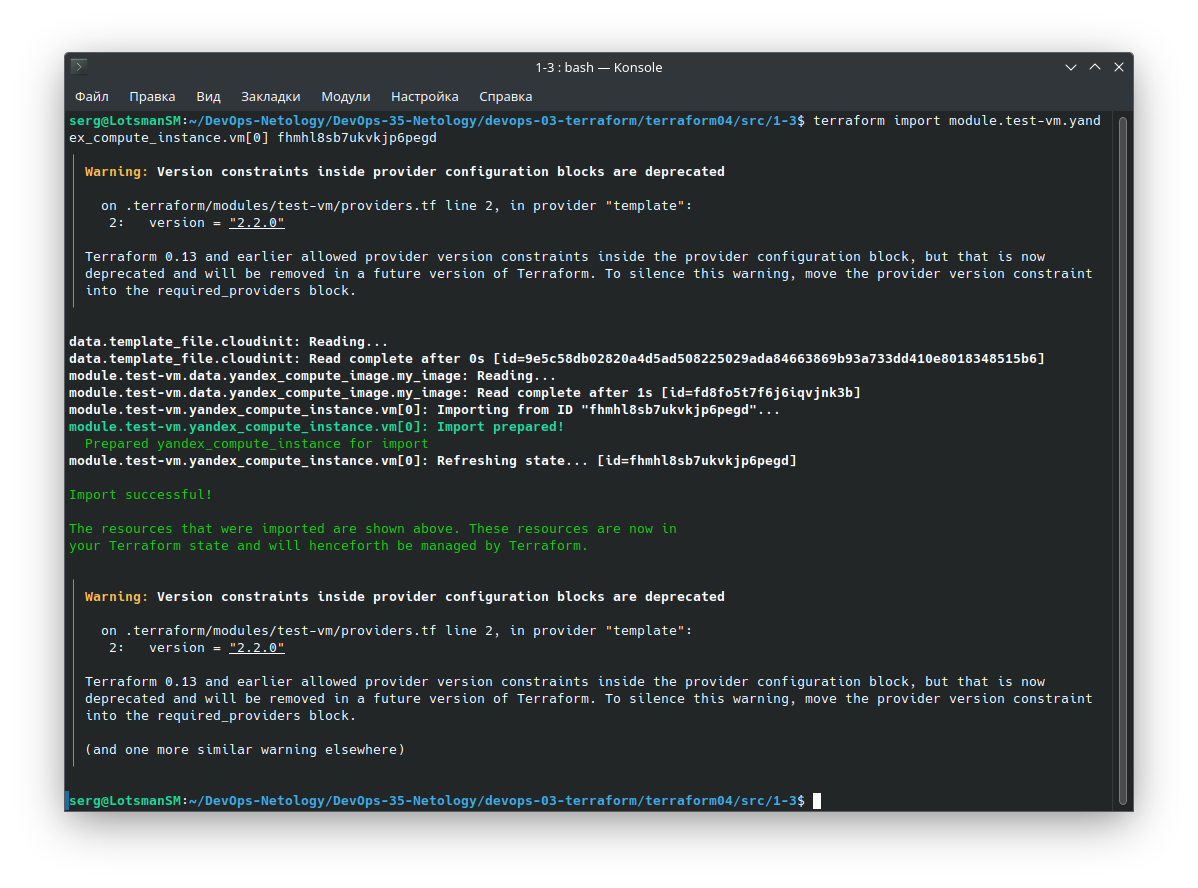 1-3 : bash — Konsole
Файл Правка Вид Закладки Модули Настройка Справка
serg@LotsmanSM:~/DevOps-Netology/DevOps-35-Netology/devops-03-terraform/terraform04/src/1-3$ terraform import module.test-vm.yand
ex_compute_instance.vm[0] fhmhl8sb7ukvkjp6pegd
Warning: Version constraints inside provider configuration blocks are deprecated
on .terraform/modules/test-vm/providers.tf line 2, in provider "template":
2: version = "2.2.0"
Terraform 0.13 and earlier allowed provider version constraints inside the provider configuration block, but that is now
deprecated and will be removed in a future version of Terraform. To silence this warning, move the provider version constraint
into the required_providers block.
data.template_file.cloudinit: Reading...
data.template_file.cloudinit: Read complete after 0s [id=9e5c58db02820a4d5ad508225029ada84663869b93a733dd410e8018348515b6]
module.test-vm.data.yandex_compute_image.my_image: Reading...
module.test-vm.data.yandex_compute_image.my_image: Read complete after 1s [id=fd8fo5t7f6j6iqvjnk3b]
module.test-vm.yandex_compute_instance.vm[0]: Importing from ID "fhmhl8sb7ukvkjp6pegd"...
module.test-vm.yandex_compute_instance.vm[0]: Import prepared!
Prepared yandex_compute_instance for import
module.test-vm.yandex_compute_instance.vm[0]: Refreshing state... [id=fhmhl8sb7ukvkjp6pegd]
Import successful!
The resources that were imported are shown above. These resources are now in
your Terraform state and will henceforth be managed by Terraform.
Warning: Version constraints inside provider configuration blocks are deprecated
on .terraform/modules/test-vm/providers.tf line 2, in provider "template":
2: version = "2.2.0"
Terraform 0.13 and earlier allowed provider version constraints inside the provider configuration block, but that is now
deprecated and will be removed in a future version of Terraform. To silence this warning, move the provider version constraint
into the required_providers block.
(and one more similar warning elsewhere)
serg@LotsmanSM:~/DevOps-Netology/DevOps-35-Netology/devops-03-terraform/terraform04/src/1-3$